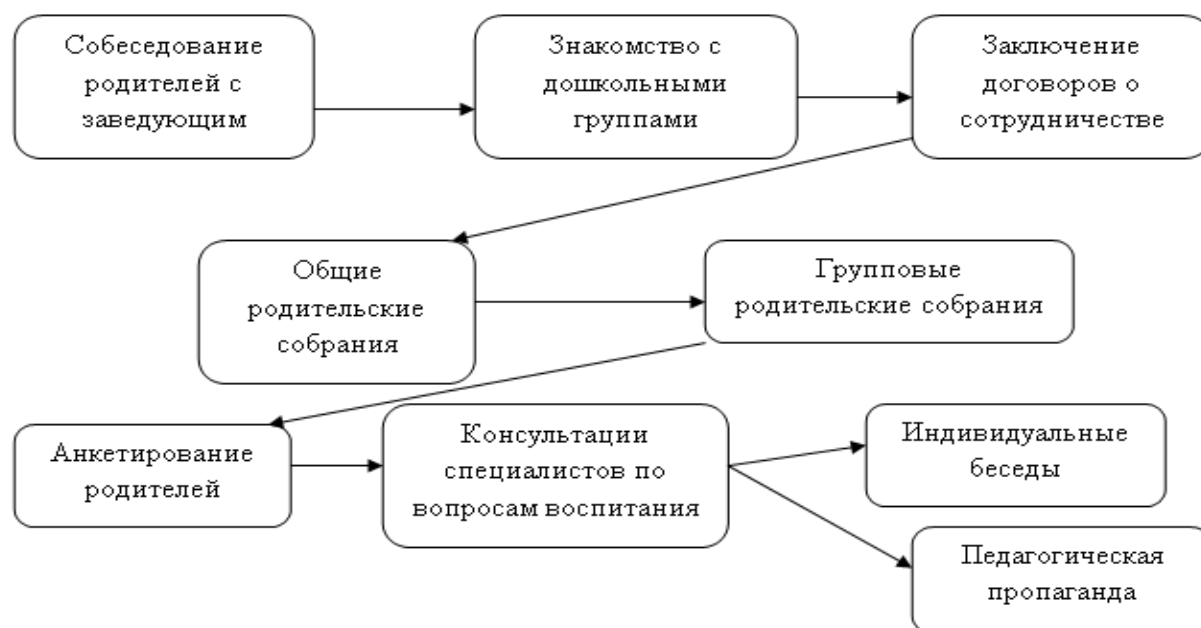 Собеседование
родителей с
заведующим
Знакомство с
дошкольными
группами
Заключение
договоров о
сотрудничестве
Общие
родительские
собрания
Групповые
родительские собрания
Анкетирование
родителей
Консультации
специалистов по
вопросам воспитания
Индивидуальные
беседы
Педагогическая
пропаганда